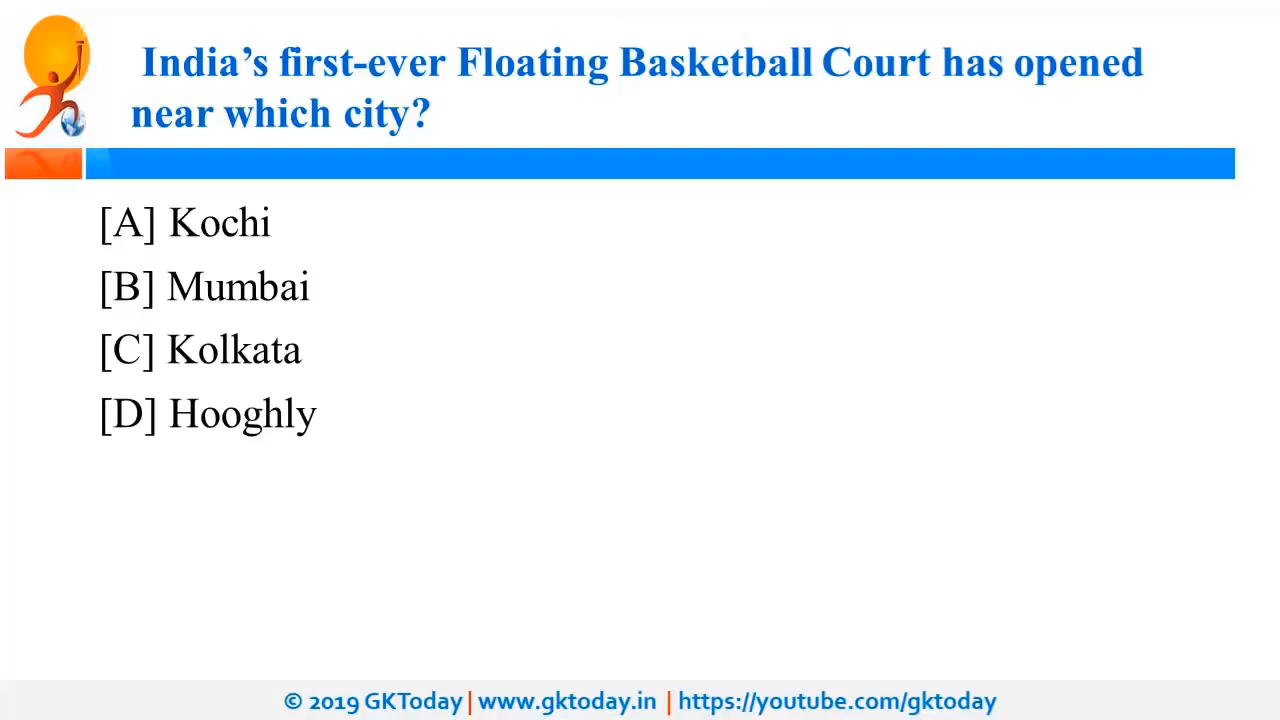 India’s first-ever Floating Basketball Court has opened
near which city?
[A] Kochi
[B] Mumbai
[C] Kolkata
[D] Hooghly
© 2019 GKToday | www.gktoday.in | https://youtube.com/gktoday